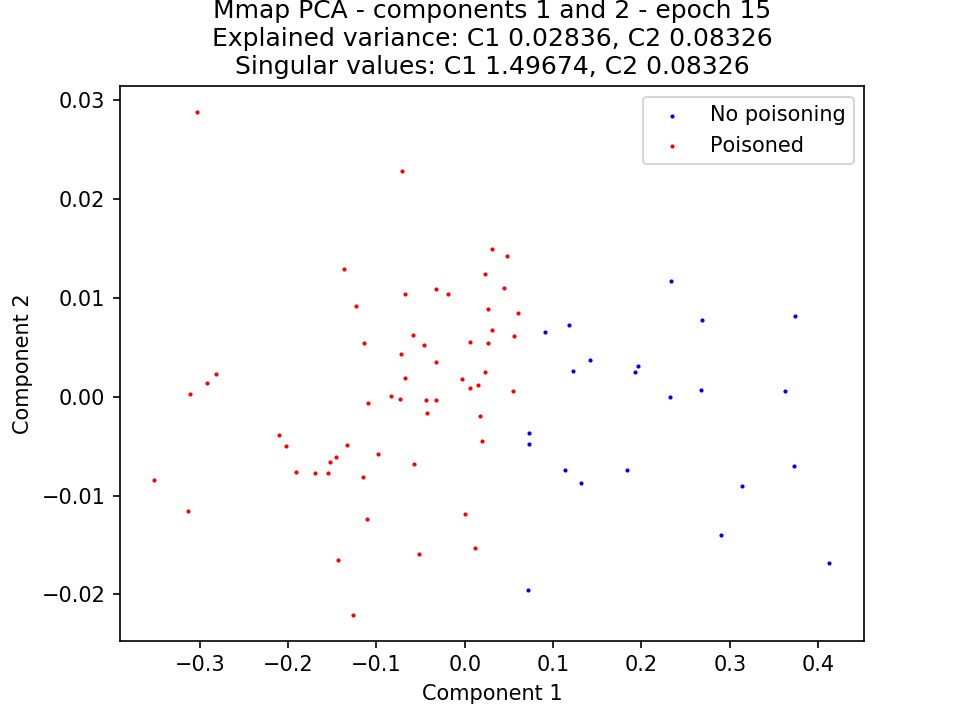 Mmap PCA - components 1 and 2 - epoch 15
Explained variance: C1 0.02836, C2 0.08326
Singular values: C1 1.49674, C2 0.08326
No poisoning
Poisoned
0.03
0.02
0.01
0.00
−0.01
−0.02
Component 2
−0.3 −0.2 −0.1 0.0 0.1 0.2 0.3 0.4
Component 1